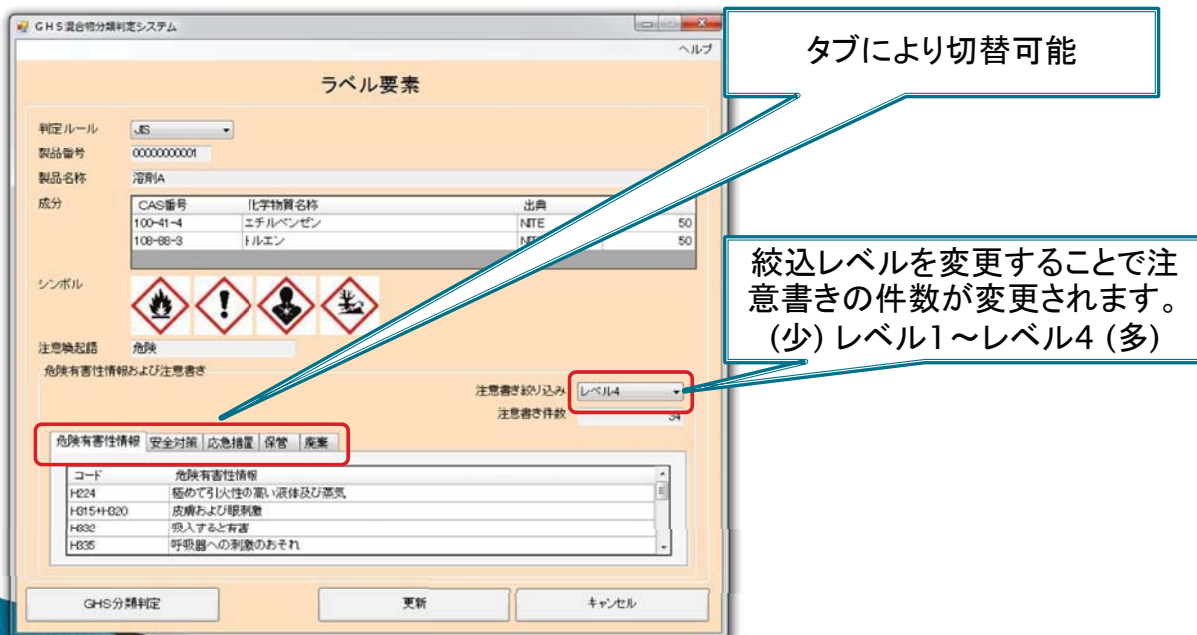 GHS混合物分類判定システム
ヘルプ
タブにより切替可能
ラベル要素
判定ルール JIS
製品番号 00000000001
製品名称 溶剤A
成分 CAS番号 化学物質名称 出典
100-41-4 エチルベンゼン NITE 50
108-88-3 トルエン 50
シンボル
絞込レベルを変更することで注
意書きの件数が変更されます。
(少) レベル1～レベル4 (多)
注意喚起語 危険
危険有害性情報および注意書き
注意書き絞り込み レベル4
注意書き件数 34
危険有害性情報 安全対策 応急措置 保管 廃棄
コード 危険有害性情報
H224 極めて引火性の高い液体及び蒸気
H315+H320 皮膚および眼刺激
H332 吸入すると有害
H335 呼吸器への刺激のおそれ
GHS分類判定 更新 キャンセル